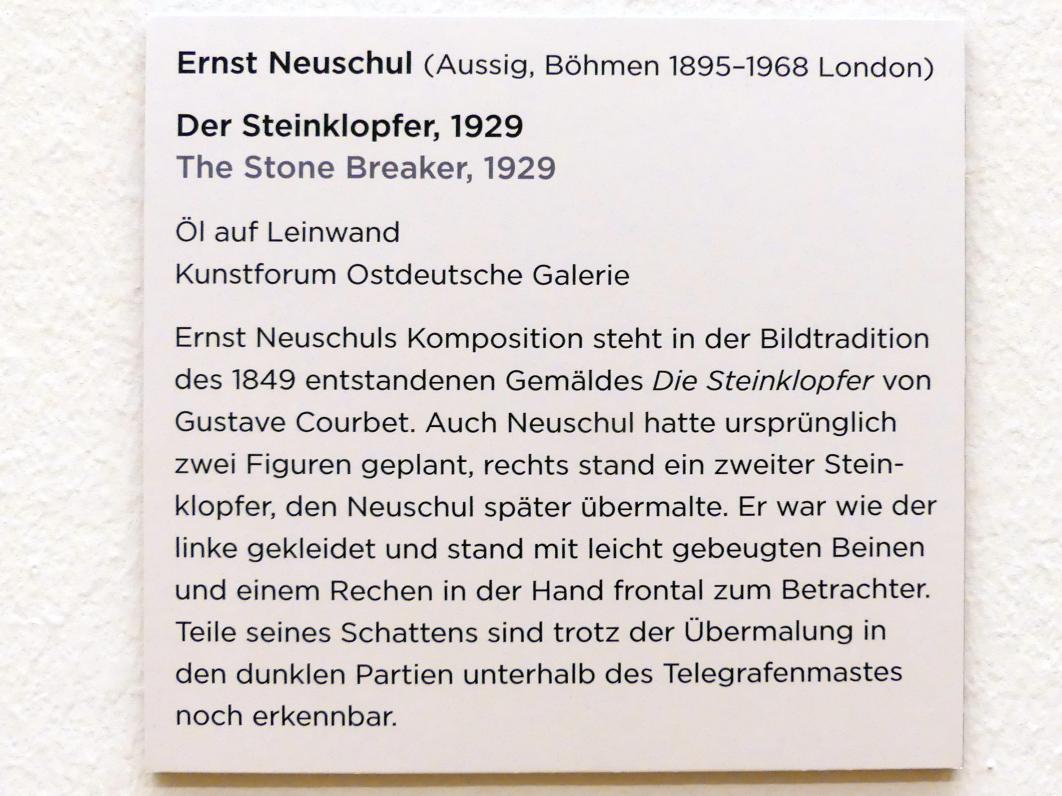 Ernst Neuschul (Aussig, Böhmen 1895–1968 London)
Der Steinklopfer, 1929
The Stone Breaker, 1929
Öl auf Leinwand
Kunstforum Ostdeutsche Galerie
Ernst Neuschuls Komposition steht in der Bildtradition
des 1849 entstandenen Gemäldes Die Steinklopfer von
Gustave Courbet. Auch Neuschul hatte ursprünglich
zwei Figuren geplant, rechts stand ein zweiter Stein-
klopfer, den Neuschul später übermalte. Er war wie der
linke gekleidet und stand mit leicht gebeugten Beinen
und einem Rechen in der Hand frontal zum Betrachter.
Teile seines Schattens sind trotz der Übermalung in
den dunklen Partien unterhalb des Telegrafenmastes
noch erkennbar.